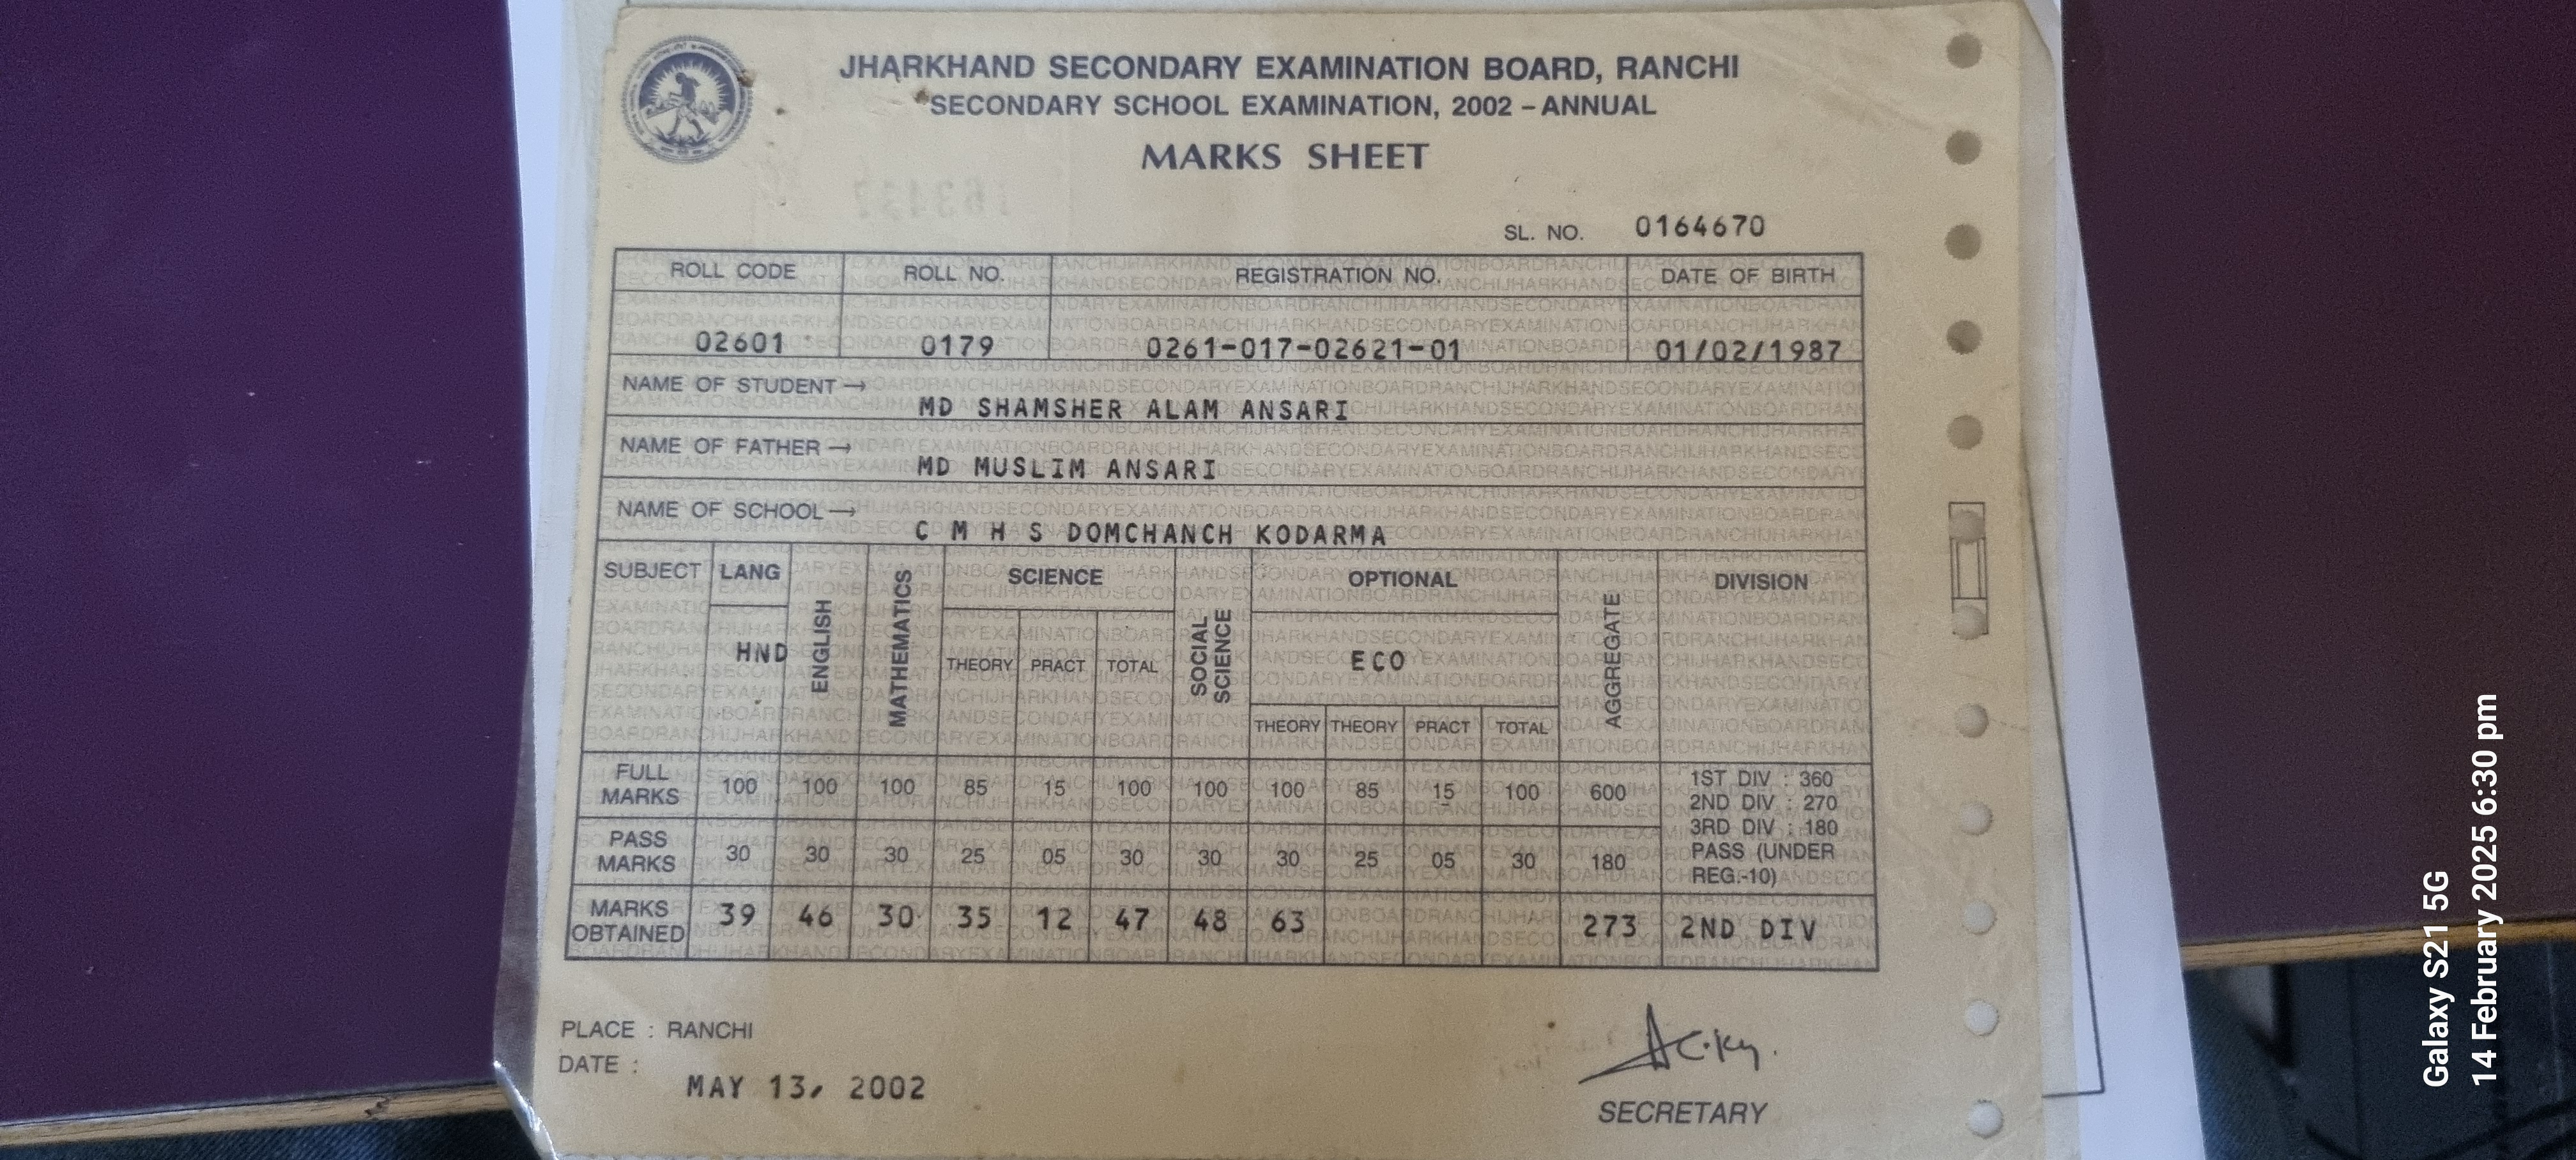 JHARKHAND SECONDARY EXAMINATION BOARD, RANCHI
SECONDARY SCHOOL EXAMINATION, 2002 – ANNUAL
MARKS SHEET
SL. NO. 0164670
ROLL CODE ROLL NO. REGISTRATION NO. DATE OF BIRTH
02601 0179 0261-017-02621-01 01/02/1987
NAME OF STUDENT → MD SHAMSHER ALAM ANSARI
NAME OF FATHER → MD MUSLIM ANSARI
NAME OF SCHOOL → C M H S DOMCHANCH KODARMA
SUBJECT LANG ENGLISH MATHEMATICS SCIENCE SOCIAL SCIENCE OPTIONAL AGGREGATE DIVISION
HND THEORY PRACT TOTAL ECO
THEORY THEORY PRACT TOTAL
FULL MARKS 100 100 100 85 15 100 100 100 85 15 100 600 1ST DIV : 360
2ND DIV : 270
3RD DIV : 180
PASS MARKS 30 30 30 25 05 30 30 30 25 05 30 180 PASS (UNDER
REG.-10)
MARKS OBTAINED 39 46 30 35 12 47 48 63 273 2ND DIV
PLACE : RANCHI
DATE :
MAY 13, 2002
SECRETARY
Galaxy S21 5G
14 February 2025 6:30 pm